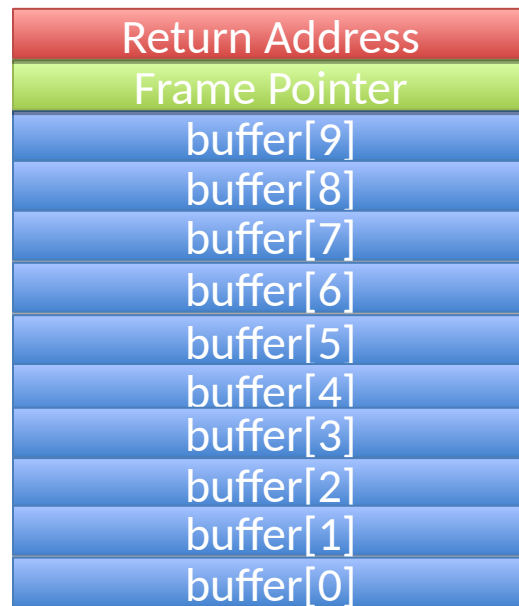 Return Address
Frame Pointer
buffer[9]
buffer[8]
buffer[7]
buffer[6]
buffer[5]
buffer[4]
buffer[3]
buffer[2]
buffer[1]
buffer[0]